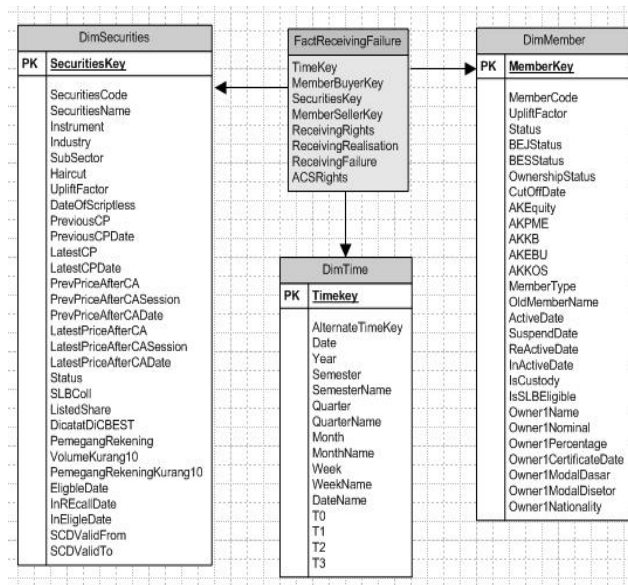 DimSecurities
PK SecuritiesKey
SecuritiesCode
SecuritiesName
Instrument
Industry
SubSector
Haircut
UpliftFactor
DateOfScriptless
PreviousCP
PreviousCPDate
LatestCP
LatestCPDate
PrevPriceAfterCA
PrevPriceAfterCASession
PrevPriceAfterCADate
LatestPriceAfterCA
LatestPriceAfterCASession
LatestPriceAfterCADate
Status
SLBColl
ListedShare
DicatatDiCBEST
PemegangRekening
VolumeKurang10
PemegangRekeningKurang10
EligbleDate
InREcallDate
InEligleDate
SCDValidFrom
SCDValidTo
FactReceivingFailure
TimeKey
MemberBuyerKey
SecuritiesKey
MemberSellerKey
ReceivingRights
ReceivingRealisation
ReceivingFailure
ACSRights
DimTime
PK Timekey
AlternateTimeKey
Date
Year
Semester
SemesterName
Quarter
QuarterName
Month
MonthName
Week
WeekName
DateName
T0
T1
T2
T3
DimMember
PK MemberKey
MemberCode
UpliftFactor
Status
BEJStatus
BESStatus
OwnershipStatus
CutOffDate
AKEquity
AKPME
AKKB
AKEBU
AKKOS
MemberType
OldMemberName
ActiveDate
SuspendDate
ReActiveDate
InActiveDate
IsCustody
IsSLBEligible
Owner1Name
Owner1Nominal
Owner1Percentage
Owner1CertificateDate
Owner1ModalDasar
Owner1ModalDisetor
Owner1Nationality